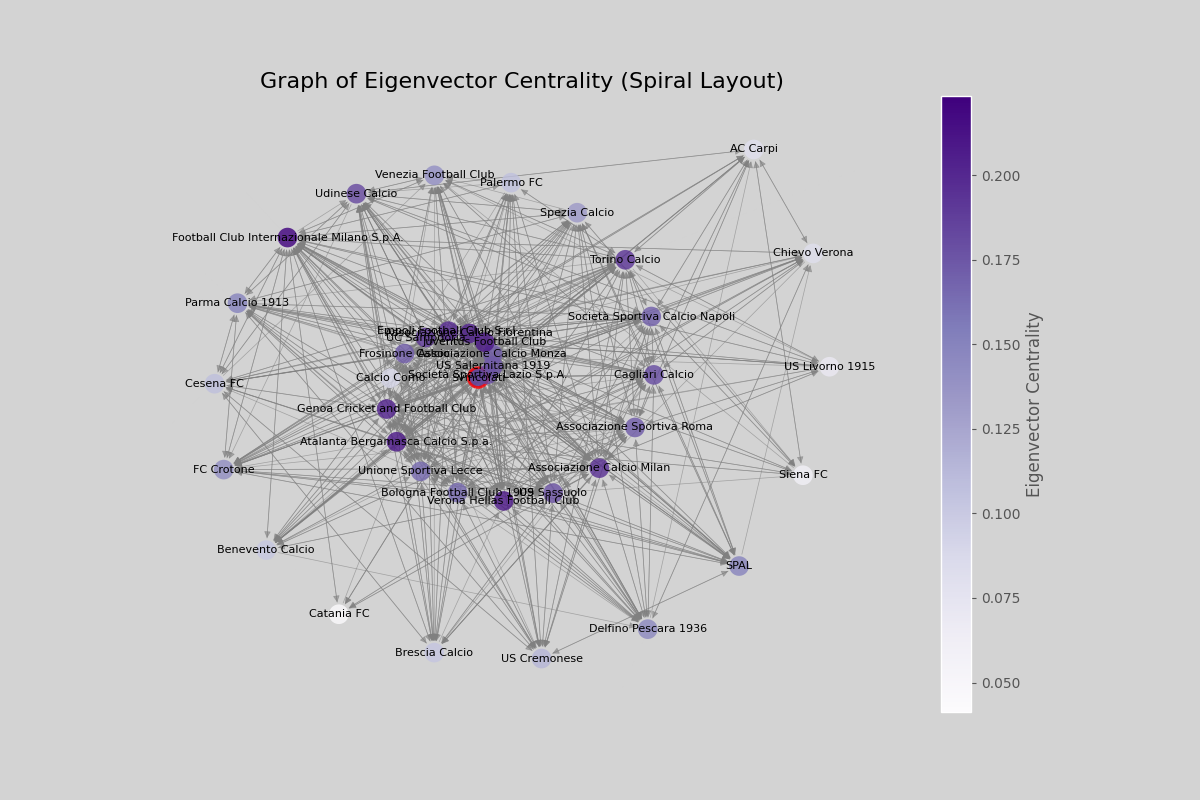 Graph of Eigenvector Centrality (Spiral Layout)
AC Carpi
Venezia Football Club
Palermo FC
Udinese Calcio
Spezia Calcio
Football Club Internazionale Milano S.p.A.
Chievo Verona
Torino Calcio
Parma Calcio 1913
Società Sportiva Calcio Napoli
Empoli Football Club S.r.l.
Associazione Calcio Fiorentina
UC Sampdoria
Juventus Football Club
Frosinone Calcio
Associazione Calcio Monza
US Salernitana 1919
US Livorno 1915
Calcio Como
Svincolati
Società Sportiva Lazio S.p.A.
Cagliari Calcio
Cesena FC
Genoa Cricket and Football Club
Associazione Sportiva Roma
Atalanta Bergamasca Calcio S.p.a.
FC Crotone
Unione Sportiva Lecce
Associazione Calcio Milan
Siena FC
Bologna Football Club 1909
US Sassuolo
Verona Hellas Football Club
Benevento Calcio
SPAL
Catania FC
Delfino Pescara 1936
Brescia Calcio
US Cremonese
0.200
0.175
0.150
0.125
0.100
0.075
0.050
Eigenvector Centrality